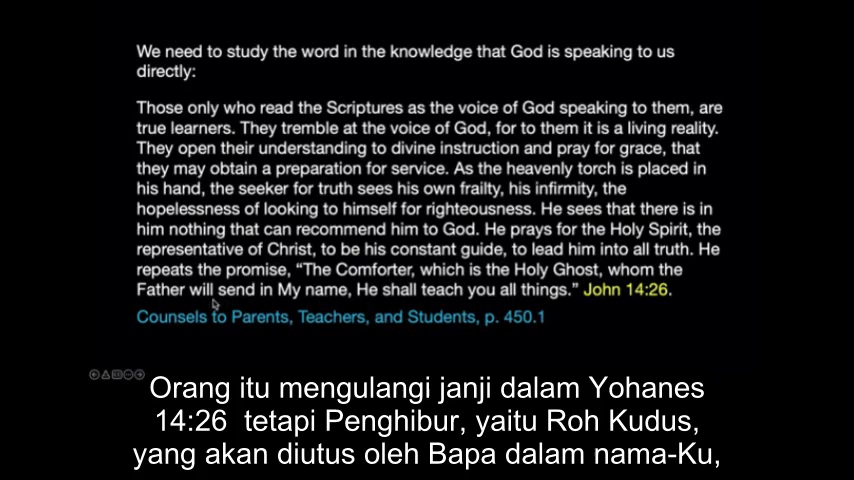 We need to study the word in the knowledge that God is speaking to us
directly:
Those only who read the Scriptures as the voice of God speaking to them, are
true learners. They tremble at the voice of God, for to them it is a living reality.
They open their understanding to divine instruction and pray for grace, that
they may obtain a preparation for service. As the heavenly torch is placed in
his hand, the seeker for truth sees his own frailty, his infirmity, the
hopelessness of looking to himself for righteousness. He sees that there is in
him nothing that can recommend him to God. He prays for the Holy Spirit, the
representative of Christ, to be his constant guide, to lead him into all truth. He
repeats the promise, “The Comforter, which is the Holy Ghost, whom the
Father will send in My name, He shall teach you all things.” John 14:26.
Counsels to Parents, Teachers, and Students, p. 450.1
Orang itu mengulangi janji dalam Yohanes
14:26 tetapi Penghibur, yaitu Roh Kudus,
yang akan diutus oleh Bapa dalam nama-Ku,